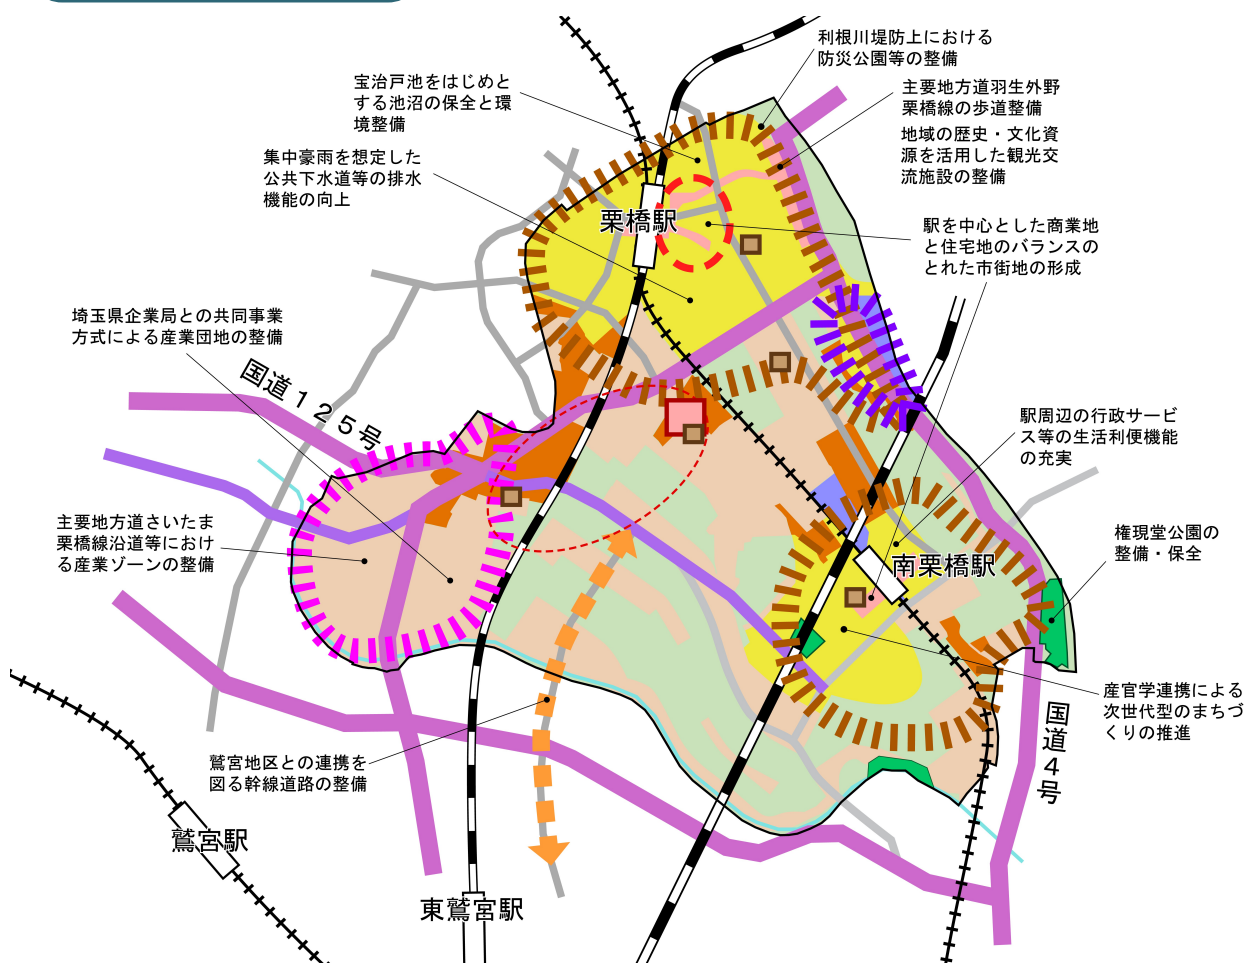 利根川堤防上における
防災公園等の整備
宝治戸池をはじめと
する池沼の保全と環
境整備
主要地方道羽生外野
栗橋線の歩道整備
地域の歴史・文化資
源を活用した観光交
流施設の整備
集中豪雨を想定した
公共下水道等の排水
機能の向上
栗橋駅
駅を中心とした商業地
と住宅地のバランスの
とれた市街地の形成
埼玉県企業局との共同事業
方式による産業団地の整備
国道125号
駅周辺の行政サービ
ス等の生活利便機能
の充実
主要地方道さいたま
栗橋線沿道等におけ
る産業ゾーンの整備
権現堂公園の
整備・保全
南栗橋駅
産官学連携による
次世代型のまちづ
くりの推進
国道4号
鷲宮地区との連携を
図る幹線道路の整備
鷲宮駅
東鷲宮駅